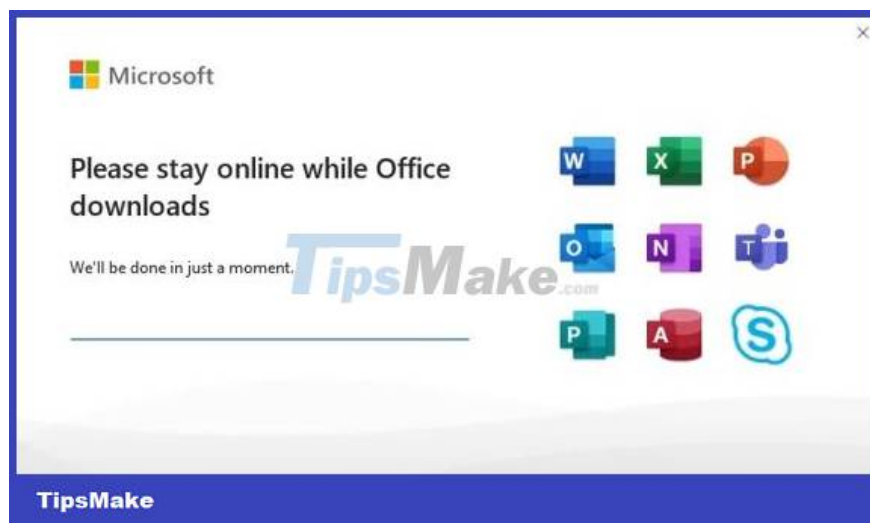 Microsoft
Please stay online while Office
downloads
We'll be done in just a moment.
TipsMake.com
W X P
O N T
P A S
TipsMake